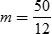 m = 50/12